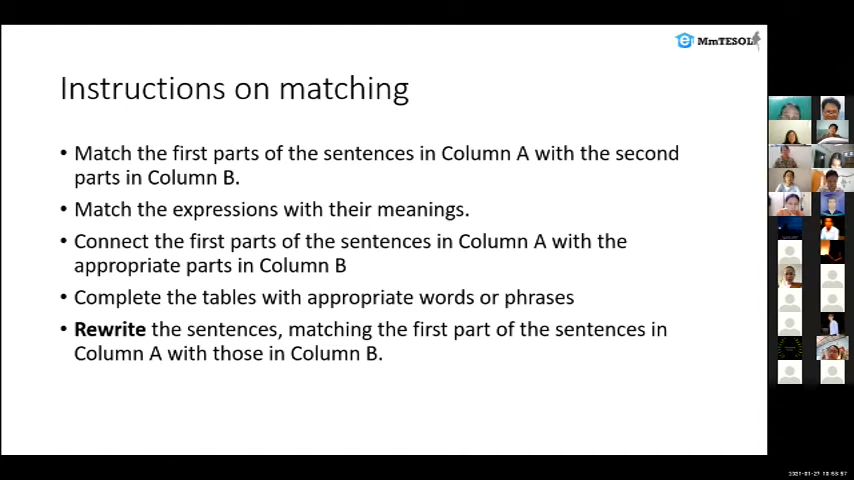 MmTESOL
Instructions on matching
• Match the first parts of the sentences in Column A with the second
parts in Column B.
• Match the expressions with their meanings.
• Connect the first parts of the sentences in Column A with the
appropriate parts in Column B
• Complete the tables with appropriate words or phrases
• Rewrite the sentences, matching the first part of the sentences in
Column A with those in Column B.